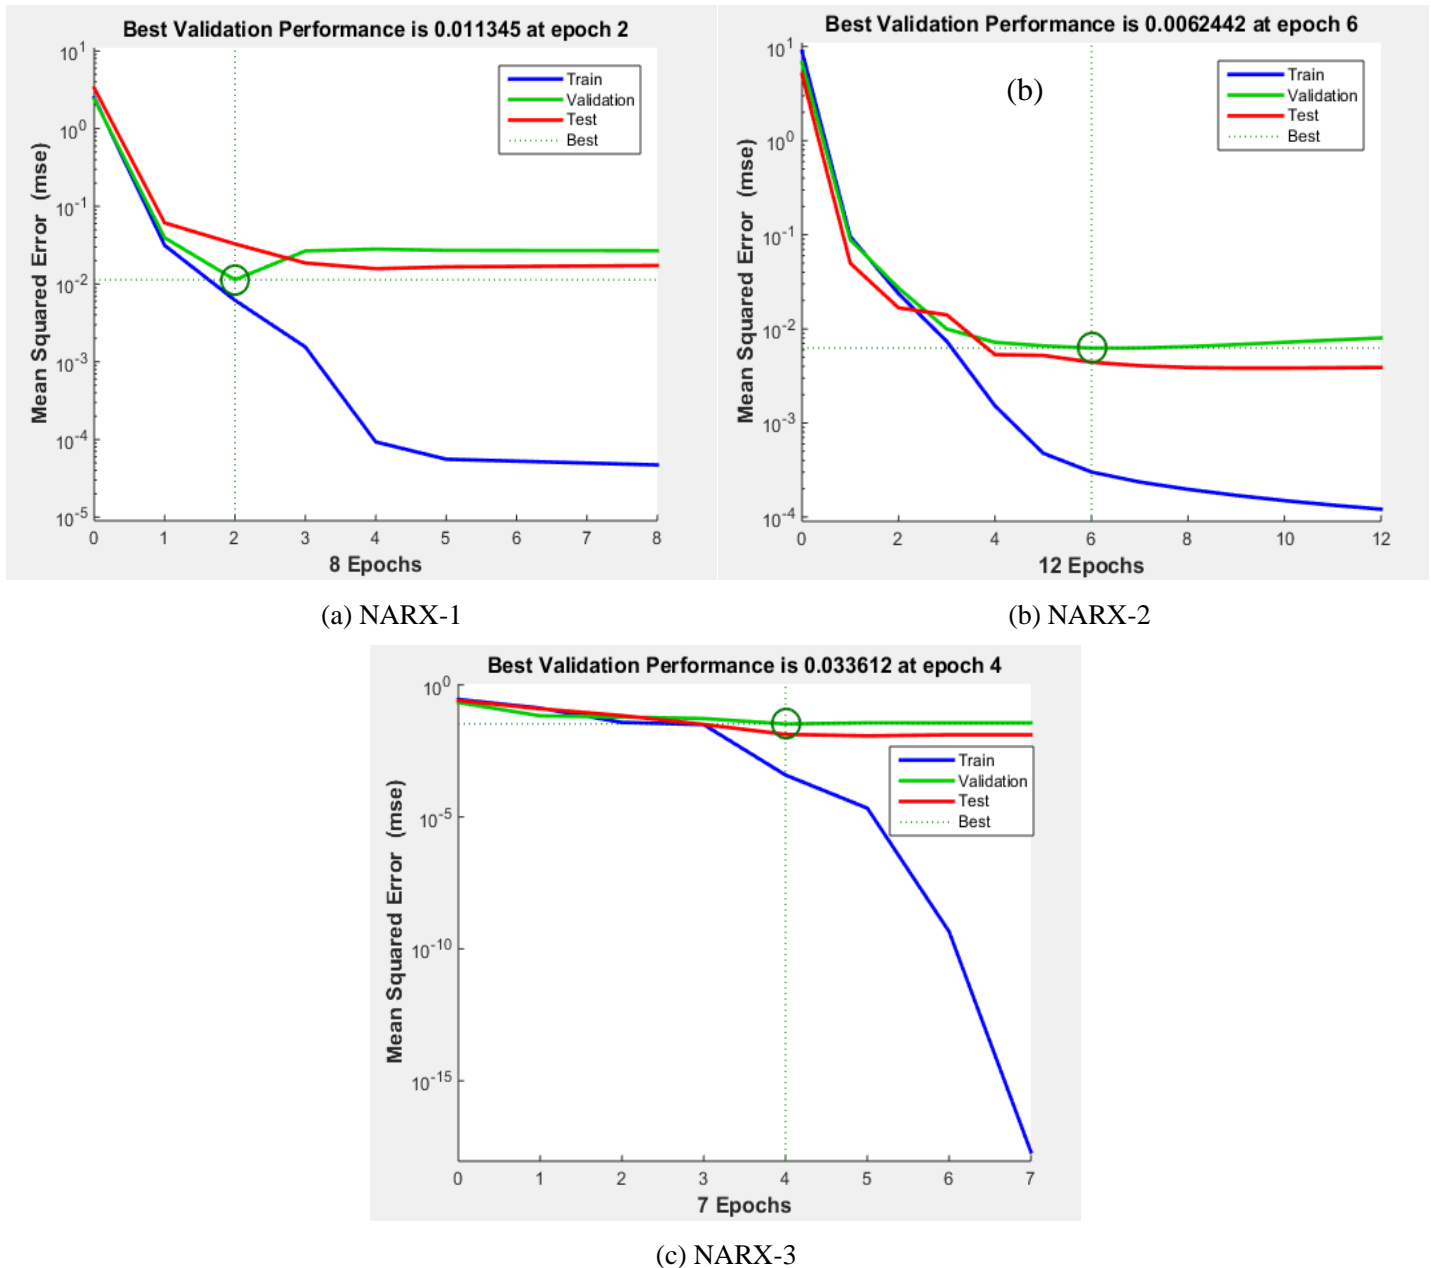 Best Validation Performance is 0.011345 at epoch 2
Mean Squared Error (mse)
10^1
10^0
10^-1
10^-2
10^-3
10^-4
10^-5
Train
Validation
Test
Best
0 1 2 3 4 5 6 7 8
8 Epochs
(a) NARX-1
Best Validation Performance is 0.0062442 at epoch 6
(b)
Mean Squared Error (mse)
10^1
10^0
10^-1
10^-2
10^-3
10^-4
Train
Validation
Test
Best
0 2 4 6 8 10 12
12 Epochs
(b) NARX-2
Best Validation Performance is 0.033612 at epoch 4
Mean Squared Error (mse)
10^0
10^-5
10^-10
10^-15
Train
Validation
Test
Best
0 1 2 3 4 5 6 7
7 Epochs
(c) NARX-3